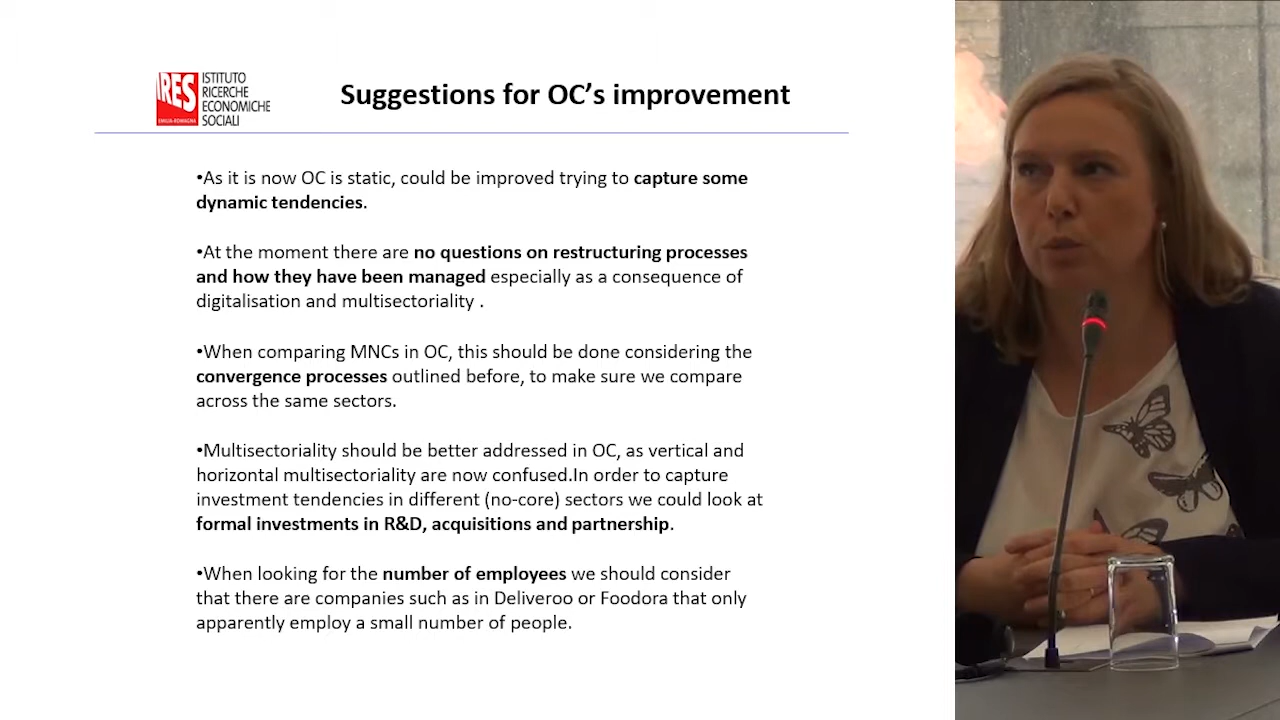 IRES
EMILIA-ROMAGNA
ISTITUTO
RICERCHE
ECONOMICHE
SOCIALI
Suggestions for OC’s improvement
•As it is now OC is static, could be improved trying to capture some
dynamic tendencies.
•At the moment there are no questions on restructuring processes
and how they have been managed especially as a consequence of
digitalisation and multisectoriality .
•When comparing MNCs in OC, this should be done considering the
convergence processes outlined before, to make sure we compare
across the same sectors.
•Multisectoriality should be better addressed in OC, as vertical and
horizontal multisectoriality are now confused.In order to capture
investment tendencies in different (no-core) sectors we could look at
formal investments in R&D, acquisitions and partnership.
•When looking for the number of employees we should consider
that there are companies such as in Deliveroo or Foodora that only
apparently employ a small number of people.